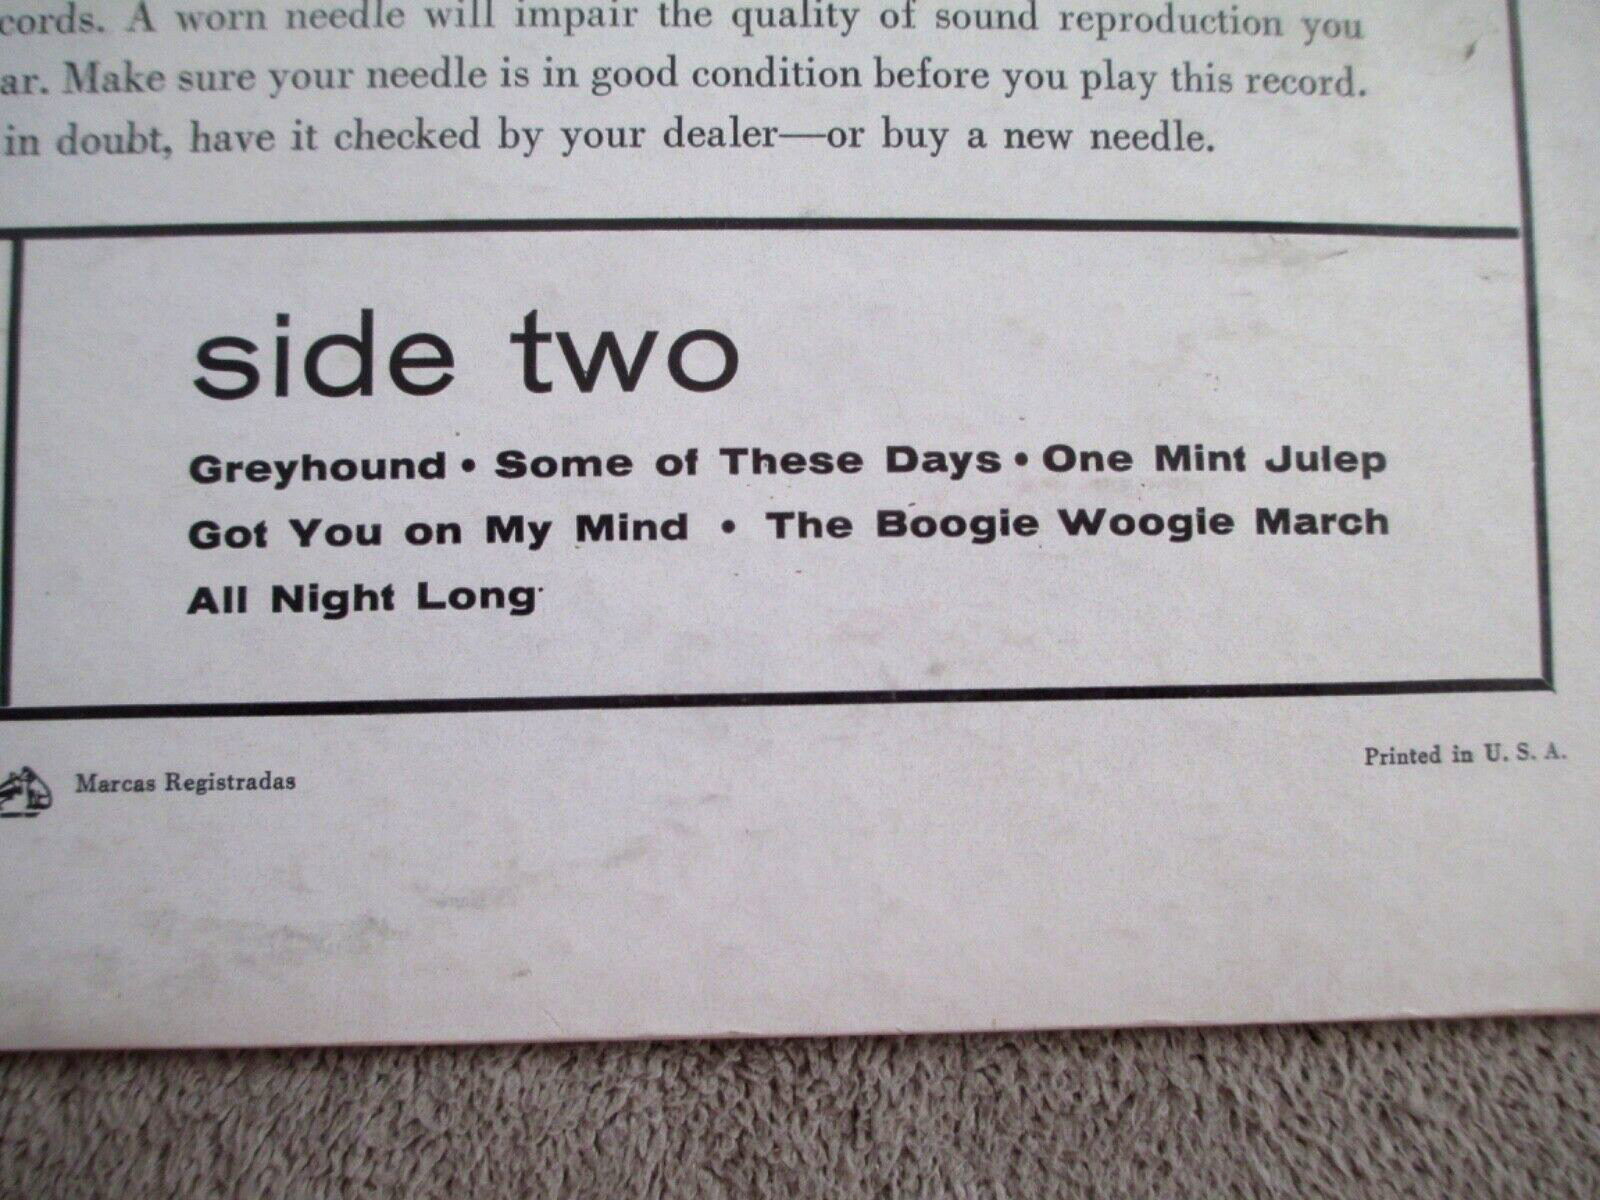 cords. A worn needle will impair the quality of sound reproduction you
ar. Make sure your needle is in good condition before you play this record.
in doubt, have it checked by your dealer—or buy a new needle.
side two
Greyhound • Some of These Days • One Mint Julep
Got You on My Mind • The Boogie Woogie March
All Night Long
Marcas Registradas
Printed in U. S. A.